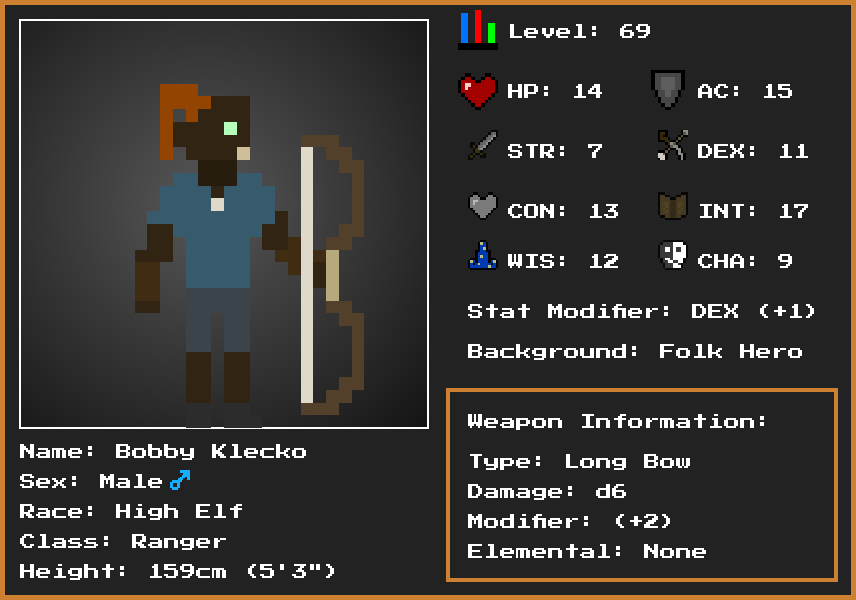 Level: 69
HP: 14 AC: 15
STR: 7 DEX: 11
CON: 13 INT: 17
WIS: 12 CHA: 9
Stat Modifier: DEX (+1)
Background: Folk Hero
Weapon Information:
Type: Long Bow
Damage: d6
Modifier: (+2)
Elemental: None
Name: Bobby Klecko
Sex: Male♂
Race: High Elf
Class: Ranger
Height: 159cm (5'3")